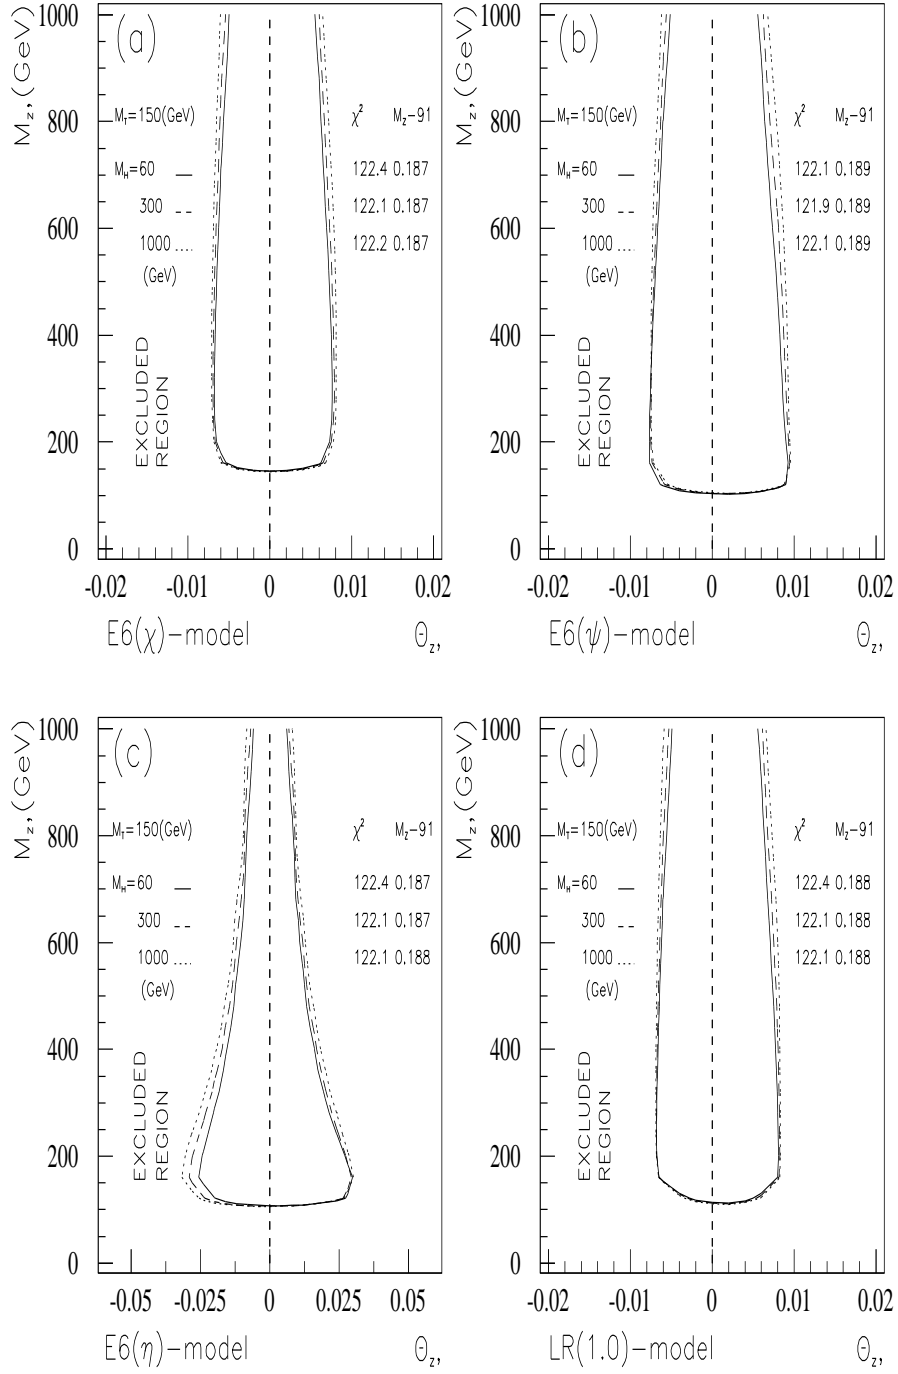 (a)
M_z, (GeV)
1000
800
600
400
200
0
M_T=150(GeV) χ² M_Z-91
M_H=60 122.4 0.187
300 122.1 0.187
1000 .... 122.2 0.187
(GeV)
EXCLUDED
REGION
-0.02 -0.01 0 0.01 0.02
E6(χ)-model Θ_z,
(b)
M_z, (GeV)
1000
800
600
400
200
0
M_T=150(GeV) χ² M_Z-91
M_H=60 122.1 0.189
300 121.9 0.189
1000 .... 122.1 0.189
(GeV)
EXCLUDED
REGION
-0.02 -0.01 0 0.01 0.02
E6(ψ)-model Θ_z,
(c)
M_z, (GeV)
1000
800
600
400
200
0
M_T=150(GeV) χ² M_Z-91
M_H=60 122.4 0.187
300 122.1 0.187
1000 .... 122.1 0.188
(GeV)
EXCLUDED
REGION
-0.05 -0.025 0 0.025 0.05
E6(η)-model Θ_z,
(d)
M_z, (GeV)
1000
800
600
400
200
0
M_T=150(GeV) χ² M_Z-91
M_H=60 122.4 0.188
300 122.1 0.188
1000 .... 122.1 0.188
(GeV)
EXCLUDED
REGION
-0.02 -0.01 0 0.01 0.02
LR(1.0)-model Θ_z,